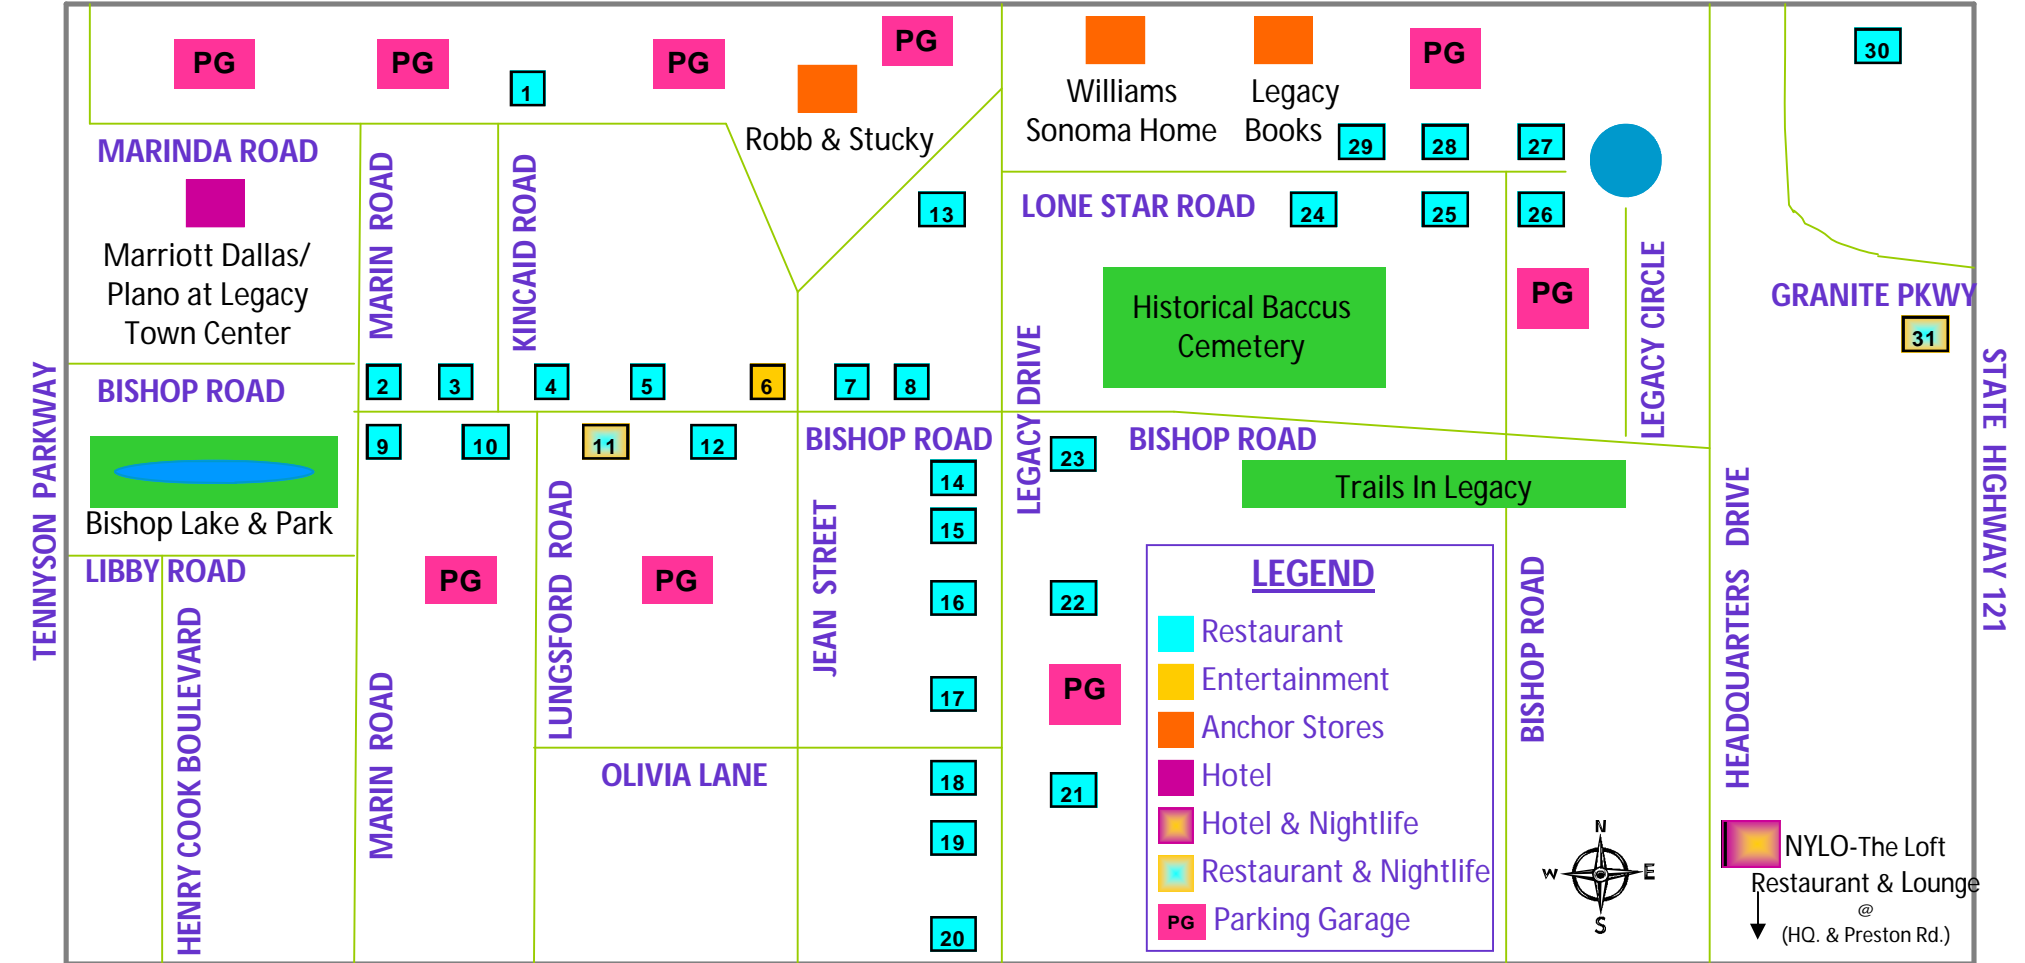 PG
PG
PG
PG
PG
30
1
Williams
Sonoma Home
Legacy
Books
Robb & Stucky
29
28
27
MARINDA ROAD
MARIN ROAD
KINCAID ROAD
13
LONE STAR ROAD
24
25
26
Marriott Dallas/
Plano at Legacy
Town Center
Historical Baccus
Cemetery
PG
LEGACY CIRCLE
GRANITE PKWY
31
TENNYSON PARKWAY
STATE HIGHWAY 121
BISHOP ROAD
2
3
4
5
6
7
8
LEGACY DRIVE
9
10
11
12
BISHOP ROAD
BISHOP ROAD
23
14
15
Trails In Legacy
Bishop Lake & Park
LIBBY ROAD
HENRY COOK BOULEVARD
MARIN ROAD
PG
LUNGSFORD ROAD
PG
JEAN STREET
16
22
17
PG
OLIVIA LANE
18
21
19
20
LEGEND
Restaurant
Entertainment
Anchor Stores
Hotel
Hotel & Nightlife
Restaurant & Nightlife
PG Parking Garage
BISHOP ROAD
HEADQUARTERS DRIVE
N
W
E
S
NYLO-The Loft
Restaurant & Lounge
@
(HQ. & Preston Rd.)